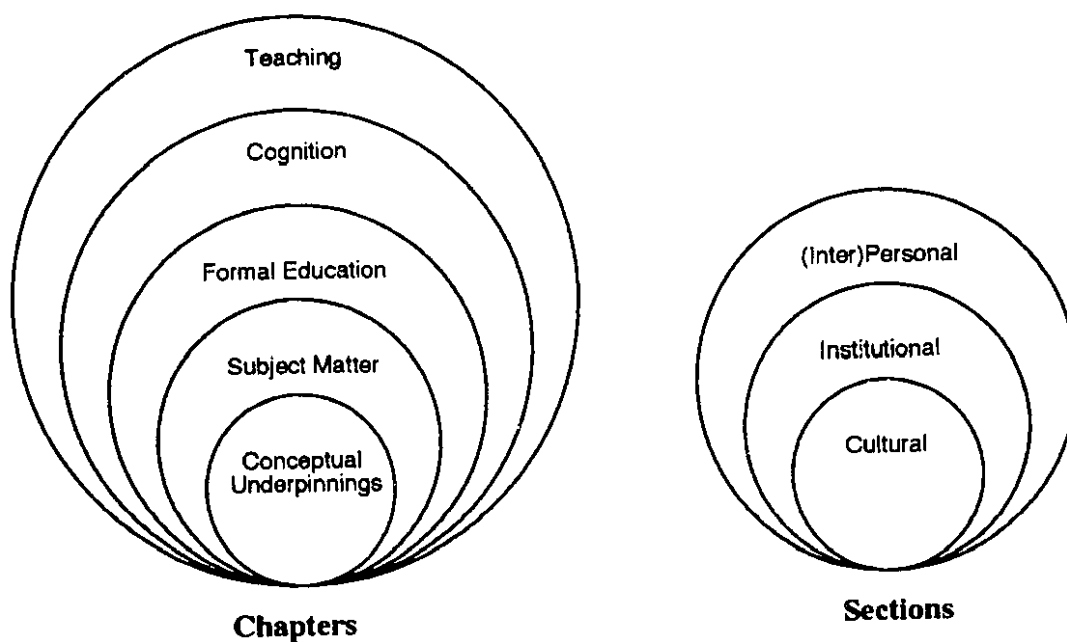 Teaching
Cognition
Formal Education
Subject Matter
Conceptual
Underpinnings
Chapters
(Inter)Personal
Institutional
Cultural
Sections